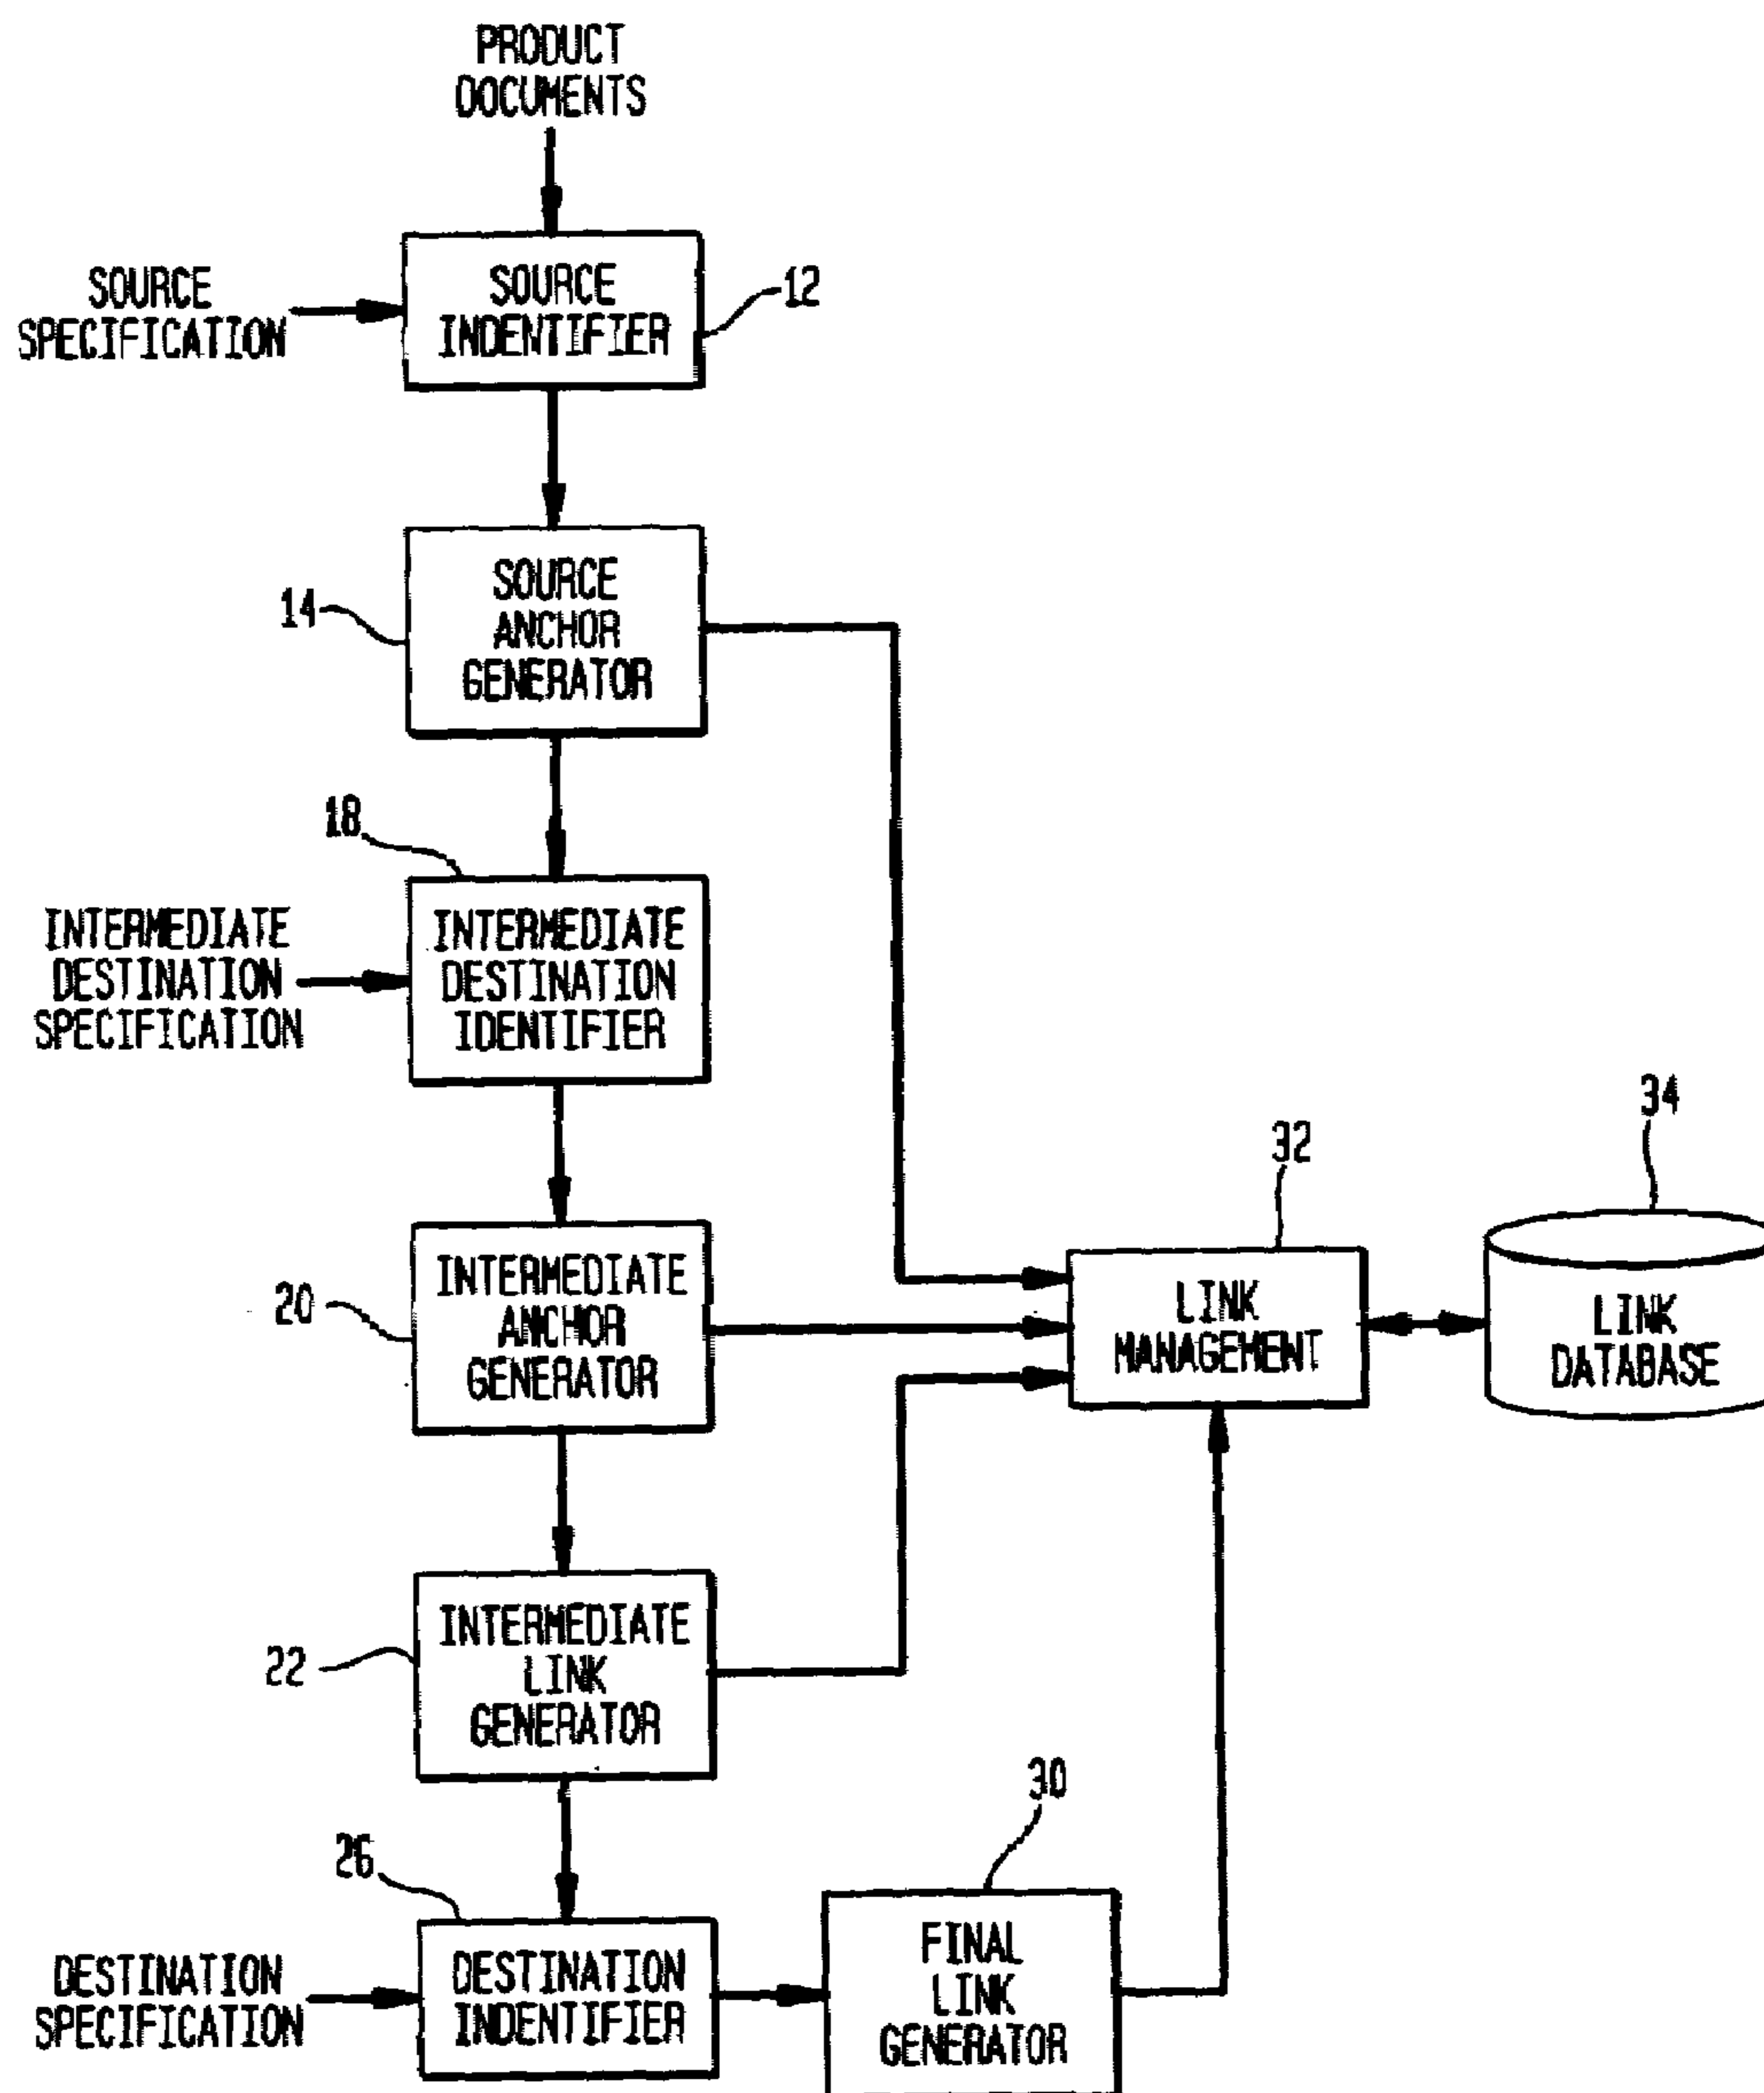 PRODUCT
DOCUMENTS
SOURCE
SPECIFICATION
SOURCE
INDENTIFIER
12
14
SOURCE
ANCHOR
GENERATOR
18
INTERMEDIATE
DESTINATION
SPECIFICATION
INTERMEDIATE
DESTINATION
IDENTIFIER
20
INTERMEDIATE
ANCHOR
GENERATOR
32
LINK
MANAGEMENT
34
LINK
DATABASE
22
INTERMEDIATE
LINK
GENERATOR
26
DESTINATION
SPECIFICATION
DESTINATION
INDENTIFIER
30
FINAL
LINK
GENERATOR